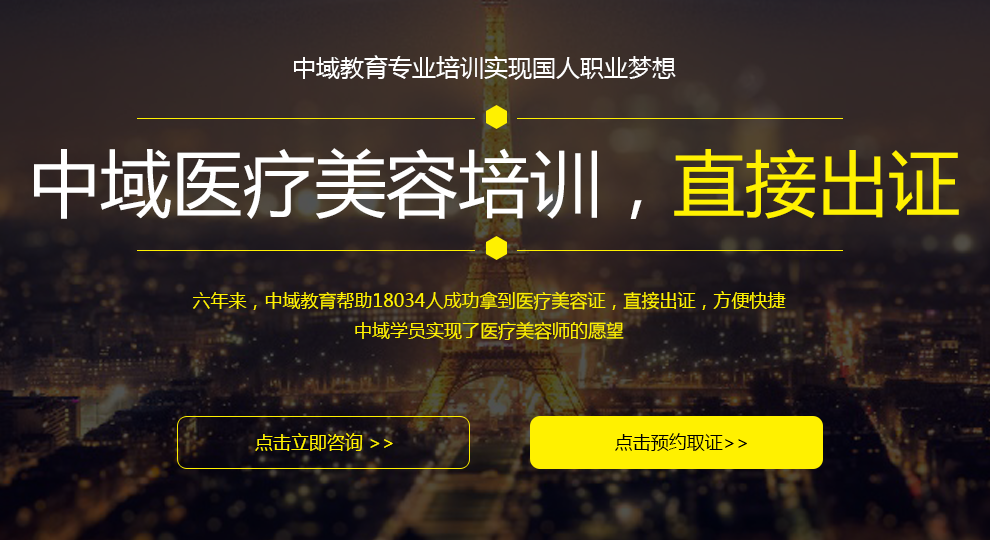 中域教育专业培训实现国人职业梦想
中域医疗美容培训，直接出证
六年来，中域教育帮助18034人成功拿到医疗美容证，直接出证，方便快捷
中域学员实现了医疗美容师的愿望
点击立即咨询 >>
点击预约取证>>